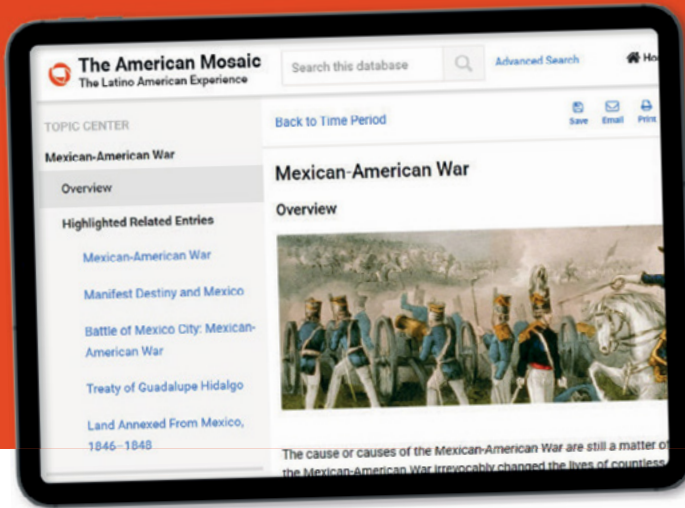 The American Mosaic
The Latino American Experience
Search this database
Advanced Search
TOPIC CENTER
Mexican-American War
Overview
Highlighted Related Entries
Mexican-American War
Manifest Destiny and Mexico
Battle of Mexico City: Mexican-
American War
Treaty of Guadalupe Hidalgo
Land Annexed From Mexico,
1846–1848
Back to Time Period
Save Email Print
Mexican-American War
Overview
The cause or causes of the Mexican-American War are still a matter of
the Mexican-American War irrevocably changed the lives of countless